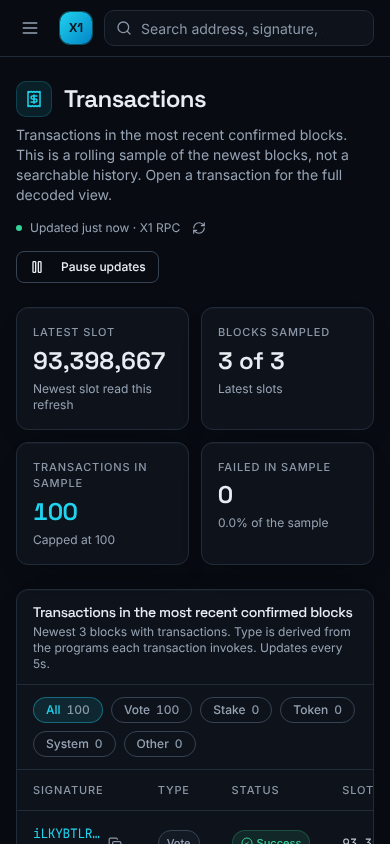 X1
Search address, signature,
Transactions
Transactions in the most recent confirmed blocks.
This is a rolling sample of the newest blocks, not a
searchable history. Open a transaction for the full
decoded view.
Updated just now · X1 RPC
Pause updates
LATEST SLOT
93,398,667
Newest slot read this
refresh
BLOCKS SAMPLED
3 of 3
Latest slots
TRANSACTIONS IN
SAMPLE
100
Capped at 100
FAILED IN SAMPLE
0
0.0% of the sample
Transactions in the most recent confirmed blocks
Newest 3 blocks with transactions. Type is derived from
the programs each transaction invokes. Updates every
5s.
All 100 Vote 100 Stake 0 Token 0
System 0 Other 0
SIGNATURE TYPE STATUS SLOT
iLKYBTLR… Vote Success 93,3